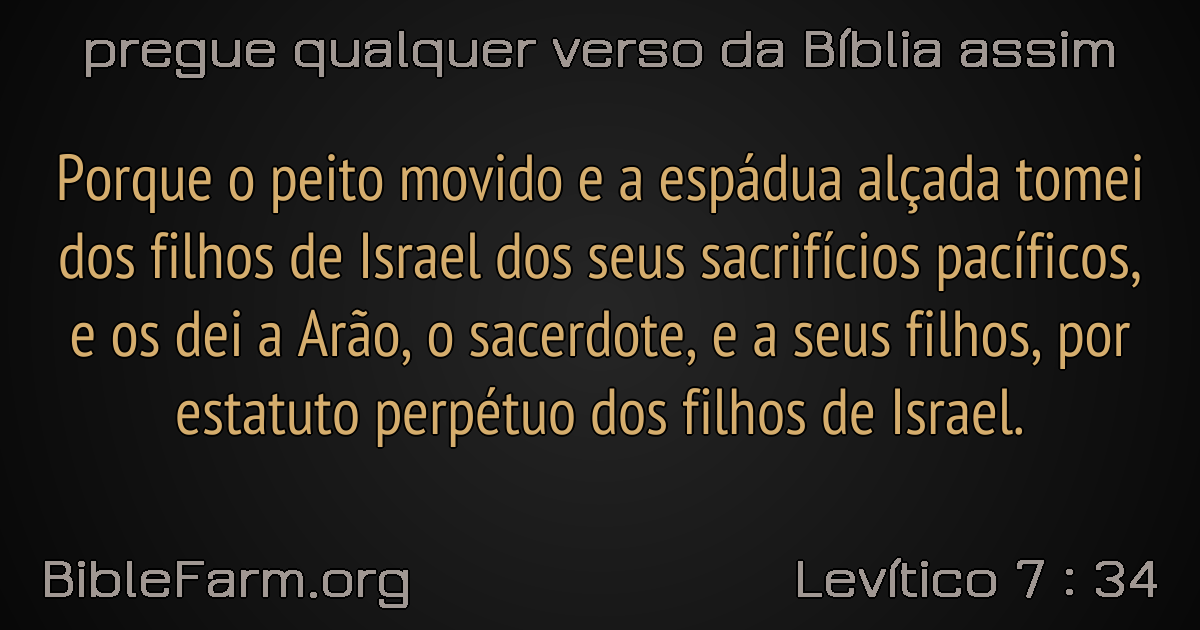 pregue qualquer verso da Bíblia assim
Porque o peito movido e a espádua alçada tomei
dos filhos de Israel dos seus sacrifícios pacíficos,
e os dei a Arão, o sacerdote, e a seus filhos, por
estatuto perpétuo dos filhos de Israel.
BibleFarm.org
Levítico 7 : 34